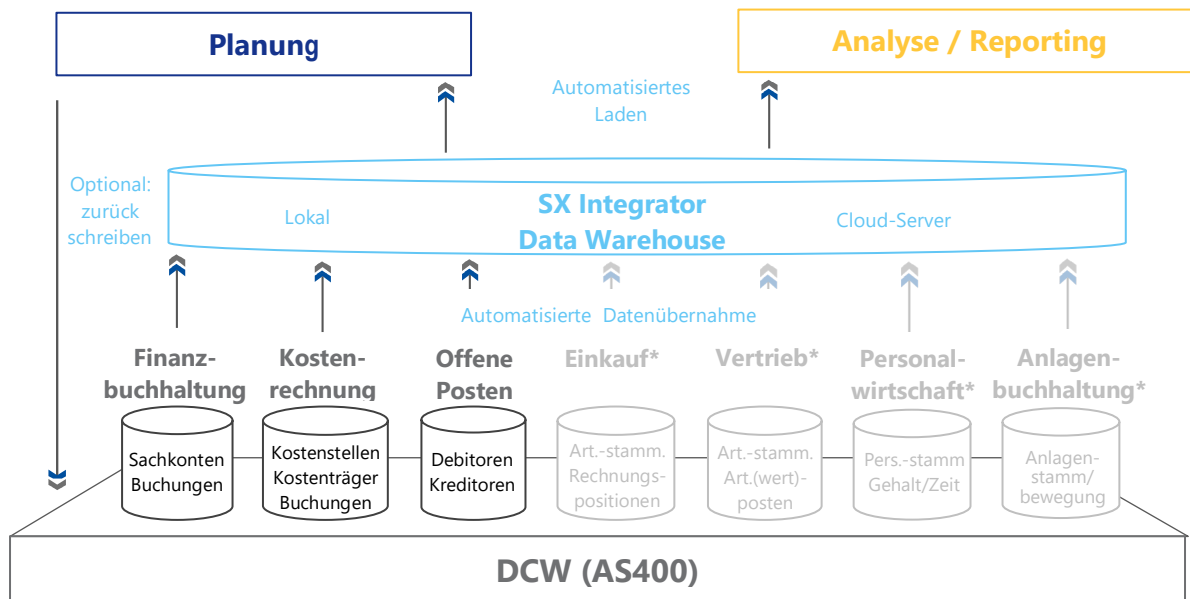 Planung
Analyse / Reporting
Automatisiertes
Laden
Optional:
zurück
schreiben
SX Integrator
Data Warehouse
Lokal
Cloud-Server
Automatisierte Datenübernahme
Finanz-
buchhaltung
Kosten-
rechnung
Offene
Posten
Einkauf*
Vertrieb*
Personal-
wirtschaft*
Anlagen-
buchhaltung*
Sachkonten
Buchungen
Kostenstellen
Kostenträger
Buchungen
Debitoren
Kreditoren
Art.-stamm.
Rechnungs-
positionen
Art.-stamm.
Art.(wert)-
posten
Pers.-stamm
Gehalt/Zeit
Anlagen-
stamm/
bewegung
DCW (AS400)